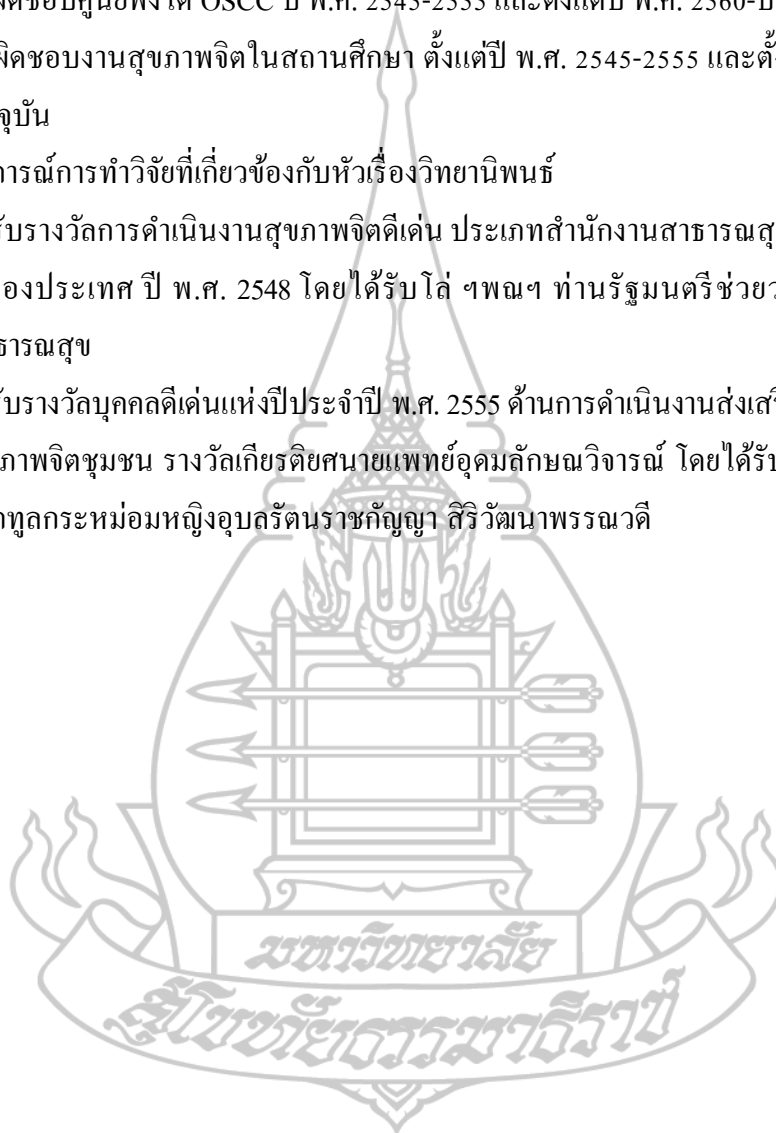 ผิดชอบศูนย์พึ่งได้ OSCC ปี พ.ศ. 2545-2555 และตั้งแต่ปี พ.ศ. 2560-ปั
ผิดชอบงานสุขภาพจิตในสถานศึกษา ตั้งแต่ปี พ.ศ. 2545-2555 และตั้ง
จุบัน
การณ์การทำวิจัยที่เกี่ยวข้องกับหัวเรื่องวิทยานิพนธ์
รับรางวัลการดำเนินงานสุขภาพจิตดีเด่น ประเภทสำนักงานสาธารณสุ
องประเทศ ปี พ.ศ. 2548 โดยได้รับโล่ ฯพณฯ ท่านรัฐมนตรีช่วยว
ธารณสุข
รับรางวัลบุคคลดีเด่นแห่งปีประจำปี พ.ศ. 2555 ด้านการดำเนินงานส่งเสริ
ภาพจิตชุมชน รางวัลเกียรติยศนายแพทย์อุดมลักษณวิจารณ์ โดยได้รับ
ทูลกระหม่อมหญิงอุบลรัตนราชกัญญา สิริวัฒนาพรรณวดี
มหาวิทยาลัย
สุโขทัยธรรมาธิราช